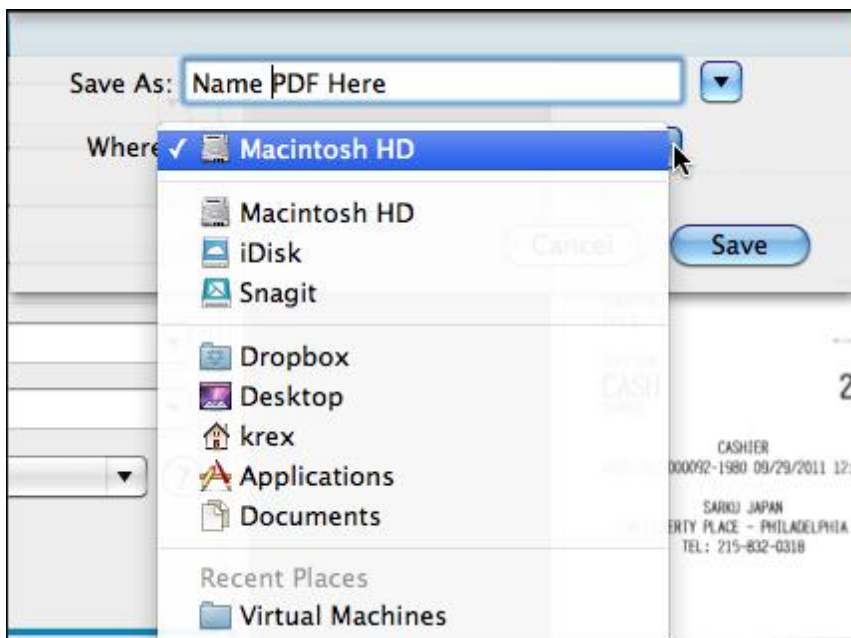 Save As: Name PDF Here
Where
✓ Macintosh HD
Macintosh HD
iDisk
Cancel
Save
Snagit
Dropbox
Desktop
CASH
2
krex
CASHIER
Applications
000092-1980 09/29/2011 12:
Documents
SARKU JAPAN
ERTY PLACE - PHILADELPHIA
TEL: 215-832-0318
Recent Places
Virtual Machines